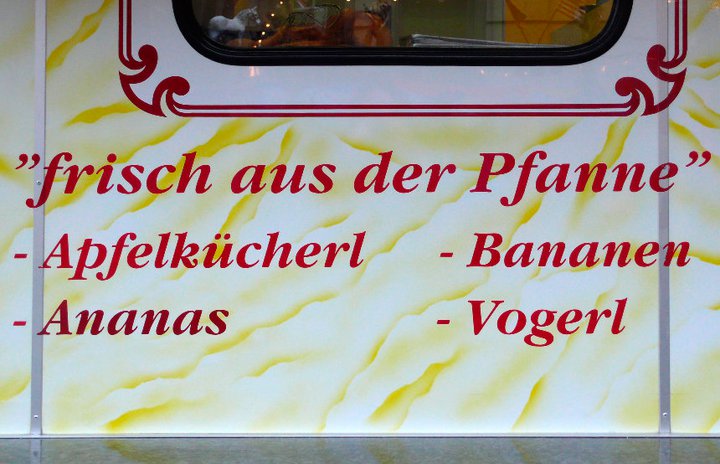 ”frisch aus der Pfanne”
- Apfelkücherl
- Bananen
- Ananas
- Vogerl